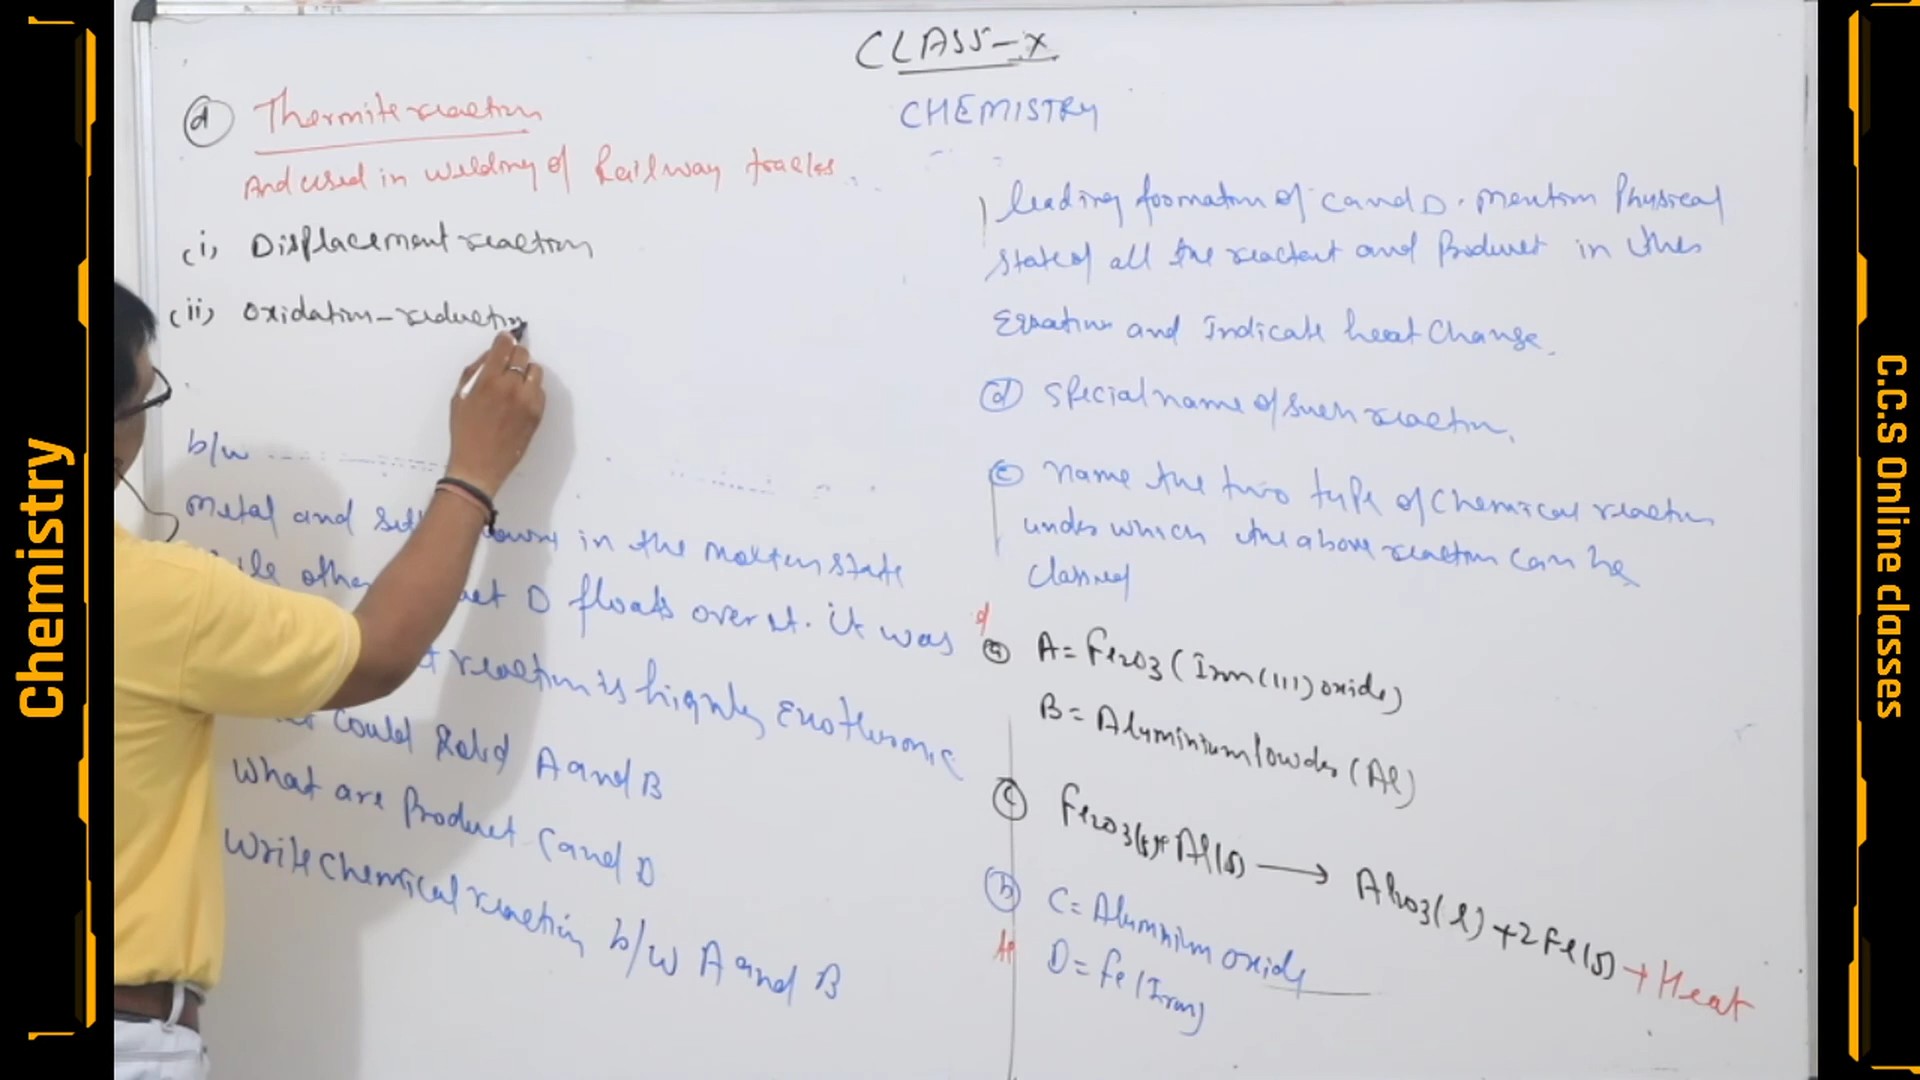 CLASS-X
CHEMISTRY
(d) Thermite reaction
And used in welding of Railway tracks.
(i) Displacement reaction
(ii) Oxidation-reduction
b/w
Metal and down in the molten state
other D floats over it. it was
reaction is highly Exothermic
could Rabd A and B
What are Product C and D
Write Chemical reaction b/w A and B
leading formation of C and D. Mention Physical
state of all the reactant and Product in this
Eqration and Indicate heat Change.
(d) Special name of such reaction.
(e) Name the two type of Chemical reaction
under which the above reaction can be
Classified
(a) A = Fe2O3 (Iron (III) oxide)
B = Aluminium Powder (Al)
(c) Fe2O3(s)+Al(s) → Al2O3(l) + 2Fe(s) + Heat
(b) C = Aluminium oxide
D = Fe (Iron)
Chemistry
C.C.S Online classes